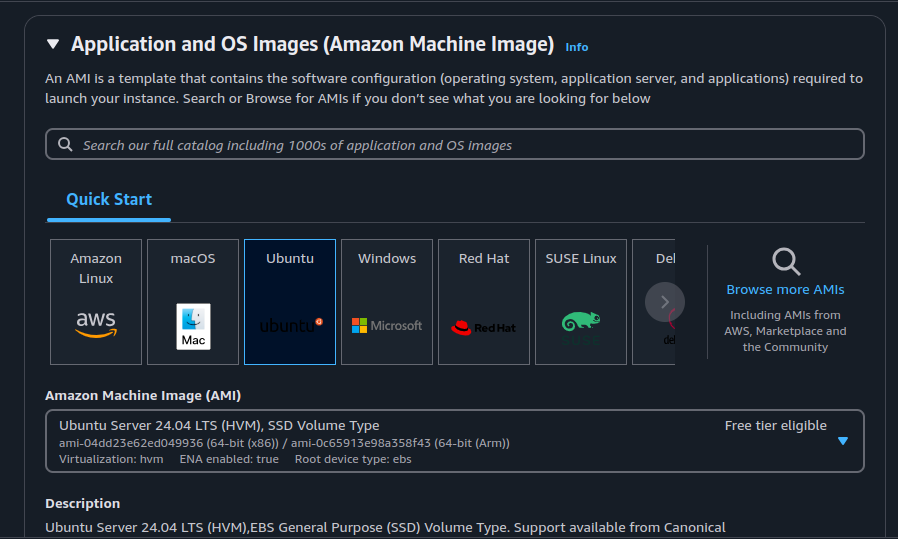 Application and OS Images (Amazon Machine Image) Info
An AMI is a template that contains the software configuration (operating system, application server, and applications) required to
launch your instance. Search or Browse for AMIs if you don’t see what you are looking for below
Search our full catalog including 1000s of application and OS images
Quick Start
Amazon
Linux
aws
macOS
Mac
Ubuntu
ubuntu
Windows
Microsoft
Red Hat
Red Hat
SUSE Linux
SUSE
De
de
Browse more AMIs
Including AMIs from
AWS, Marketplace and
the Community
Amazon Machine Image (AMI)
Ubuntu Server 24.04 LTS (HVM), SSD Volume Type
Free tier eligible
ami-04dd23e62ed049936 (64-bit (x86)) / ami-0c65913e98a358f43 (64-bit (Arm))
Virtualization: hvm ENA enabled: true Root device type: ebs
Description
Ubuntu Server 24.04 LTS (HVM),EBS General Purpose (SSD) Volume Type. Support available from Canonical